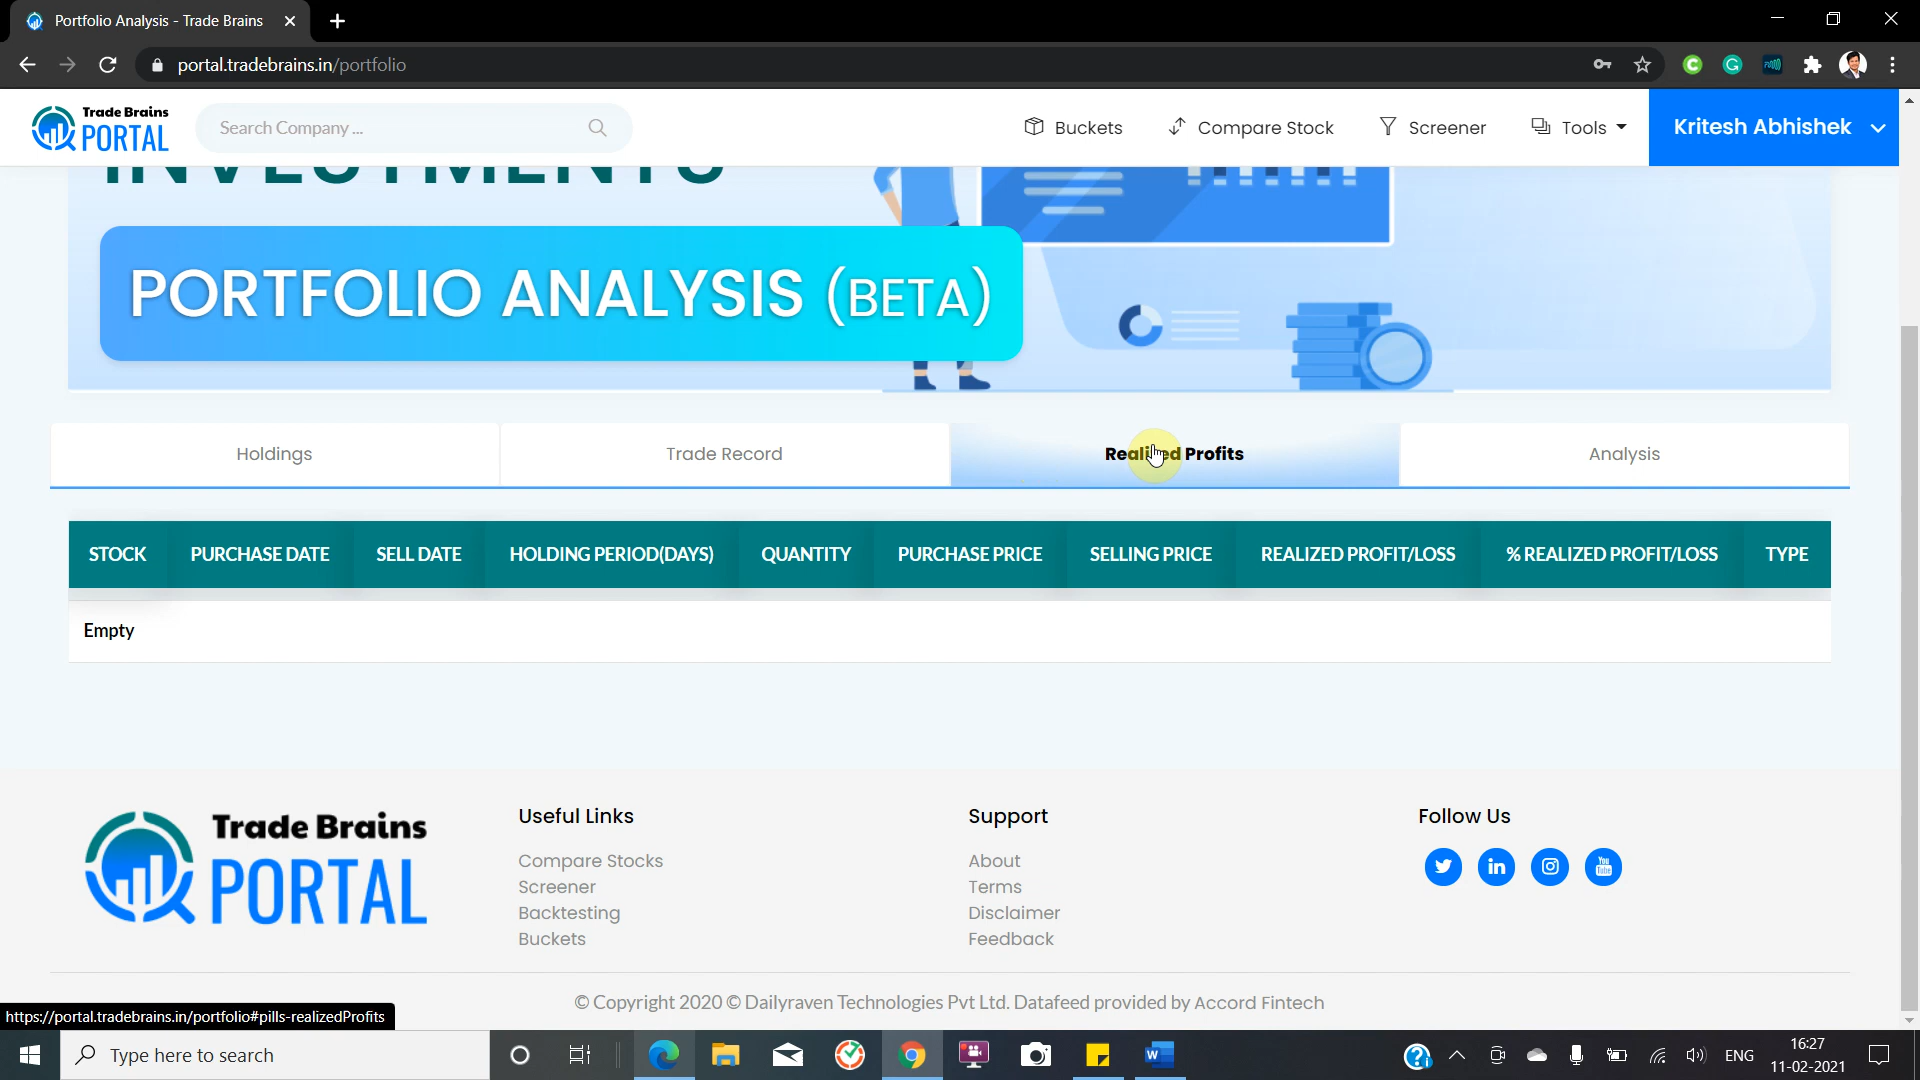 Portfolio Analysis - Trade Brains
portal.tradebrains.in/portfolio
Trade Brains
PORTAL
Search Company ...
Buckets
Compare Stock
Screener
Tools
Kritesh Abhishek
INVESTMENTS
PORTFOLIO ANALYSIS (BETA)
Holdings
Trade Record
Realized Profits
Analysis
STOCK PURCHASE DATE SELL DATE HOLDING PERIOD(DAYS) QUANTITY PURCHASE PRICE SELLING PRICE REALIZED PROFIT/LOSS % REALIZED PROFIT/LOSS TYPE
Empty
Trade Brains
PORTAL
Useful Links
Compare Stocks
Screener
Backtesting
Buckets
Support
About
Terms
Disclaimer
Feedback
Follow Us
You
Tube
© Copyright 2020 © Dailyraven Technologies Pvt Ltd. Datafeed provided by Accord Fintech
https://portal.tradebrains.in/portfolio#pills-realizedProfits
Type here to search
ENG
16:27
11-02-2021